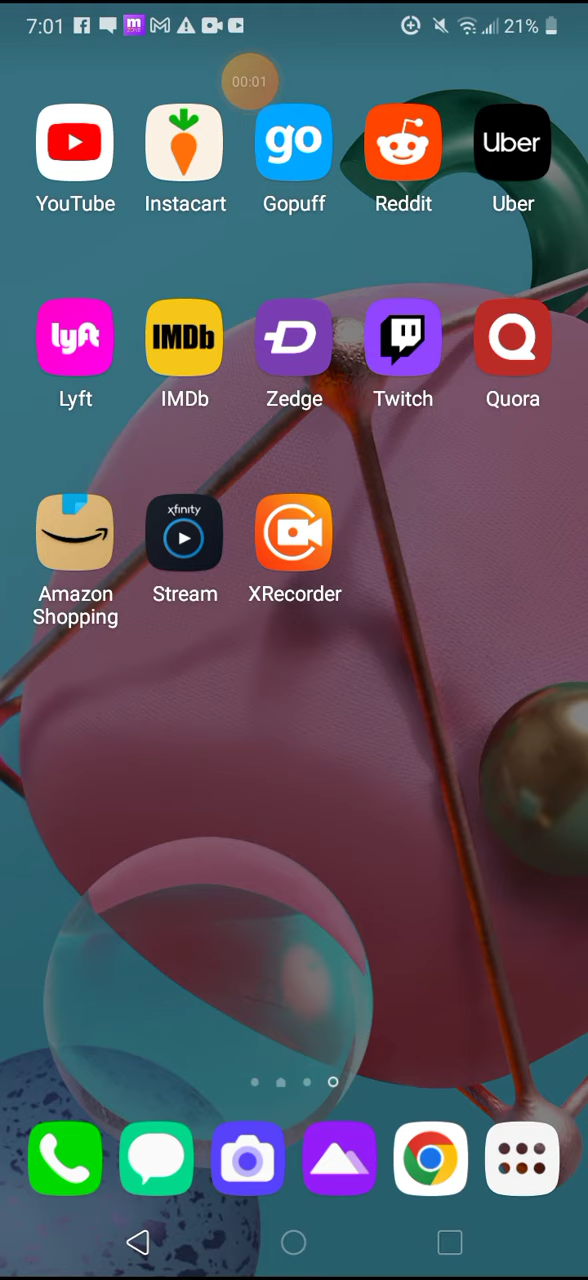 7:01
21%
00:01
go
Uber
YouTube Instacart Gopuff Reddit Uber
lyft
IMDb
Lyft IMDb Zedge Twitch Quora
xfinity
Amazon Shopping
Stream XRecorder